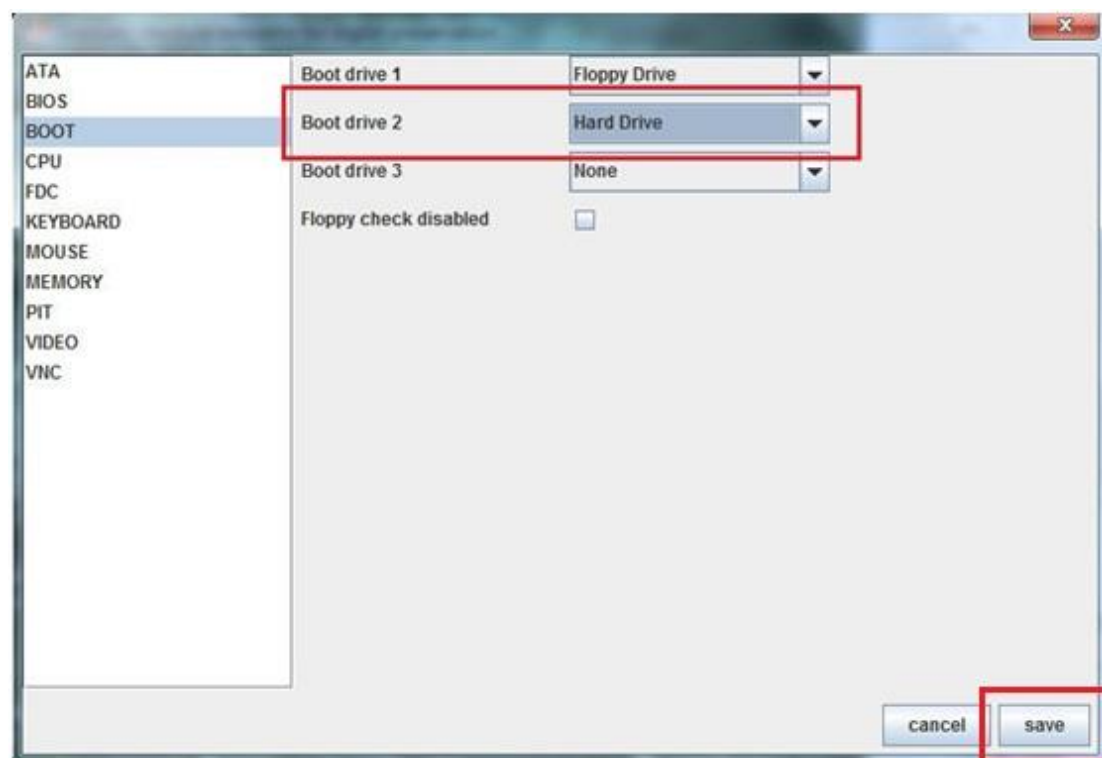 ATA
BIOS
BOOT
CPU
FDC
KEYBOARD
MOUSE
MEMORY
PIT
VIDEO
VNC
Boot drive 1 Floppy Drive
Boot drive 2 Hard Drive
Boot drive 3 None
Floppy check disabled
cancel save